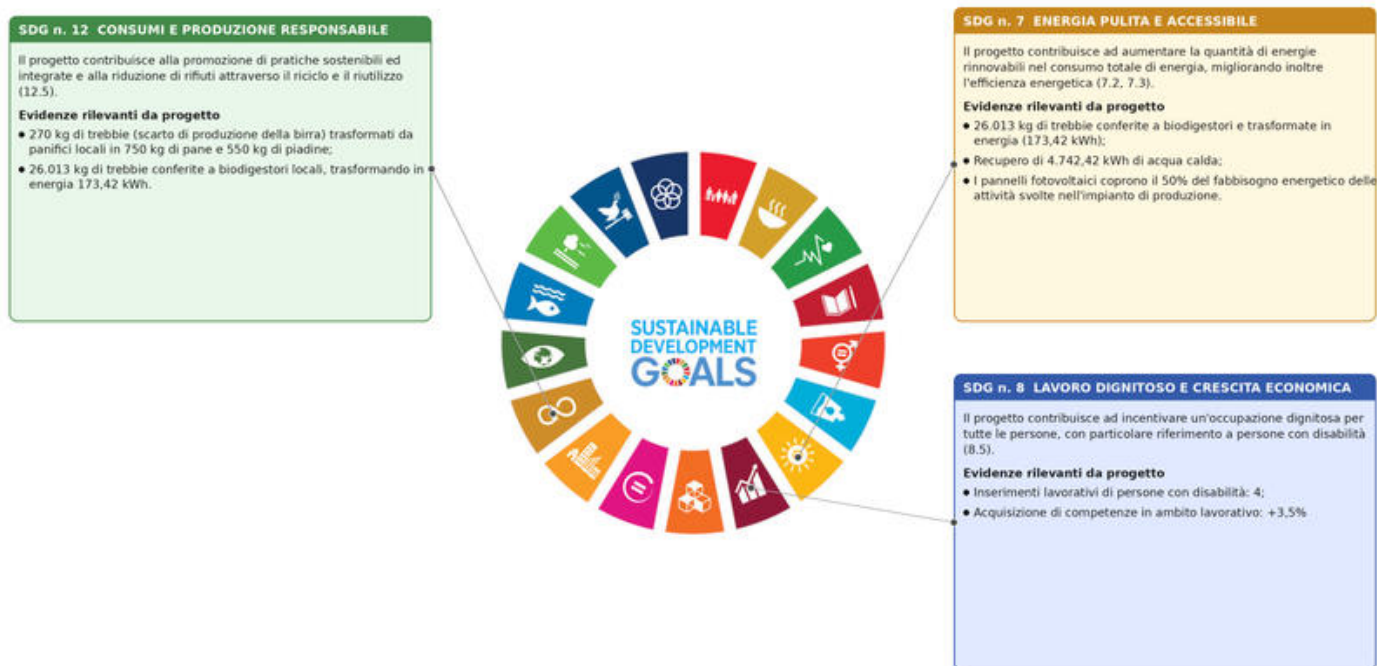 SDG n. 12 CONSUMI E PRODUZIONE RESPONSABILE
Il progetto contribuisce alla promozione di pratiche sostenibili ed
integrate e alla riduzione di rifiuti attraverso il riciclo e il riutilizzo
(12.5).
Evidenze rilevanti da progetto
• 270 kg di trebbie (scarto di produzione della birra) trasformati da
panifici locali in 750 kg di pane e 550 kg di piadine;
• 26.013 kg di trebbie conferite a biodigestori locali, trasformando in
energia 173,42 kWh.
SUSTAINABLE
DEVELOPMENT
GOALS
SDG n. 7 ENERGIA PULITA E ACCESSIBILE
Il progetto contribuisce ad aumentare la quantità di energie
rinnovabili nel consumo totale di energia, migliorando inoltre
l'efficienza energetica (7.2, 7.3).
Evidenze rilevanti da progetto
• 26.013 kg di trebbie conferite a biodigestori e trasformate in
energia (173,42 kWh);
• Recupero di 4.742,42 kWh di acqua calda;
• I pannelli fotovoltaici coprono il 50% del fabbisogno energetico delle
attività svolte nell'impianto di produzione.
SDG n. 8 LAVORO DIGNITOSO E CRESCITA ECONOMICA
Il progetto contribuisce ad incentivare un'occupazione dignitosa per
tutte le persone, con particolare riferimento a persone con disabilità
(8.5).
Evidenze rilevanti da progetto
• Inserimenti lavorativi di persone con disabilità: 4;
• Acquisizione di competenze in ambito lavorativo: +3,5%